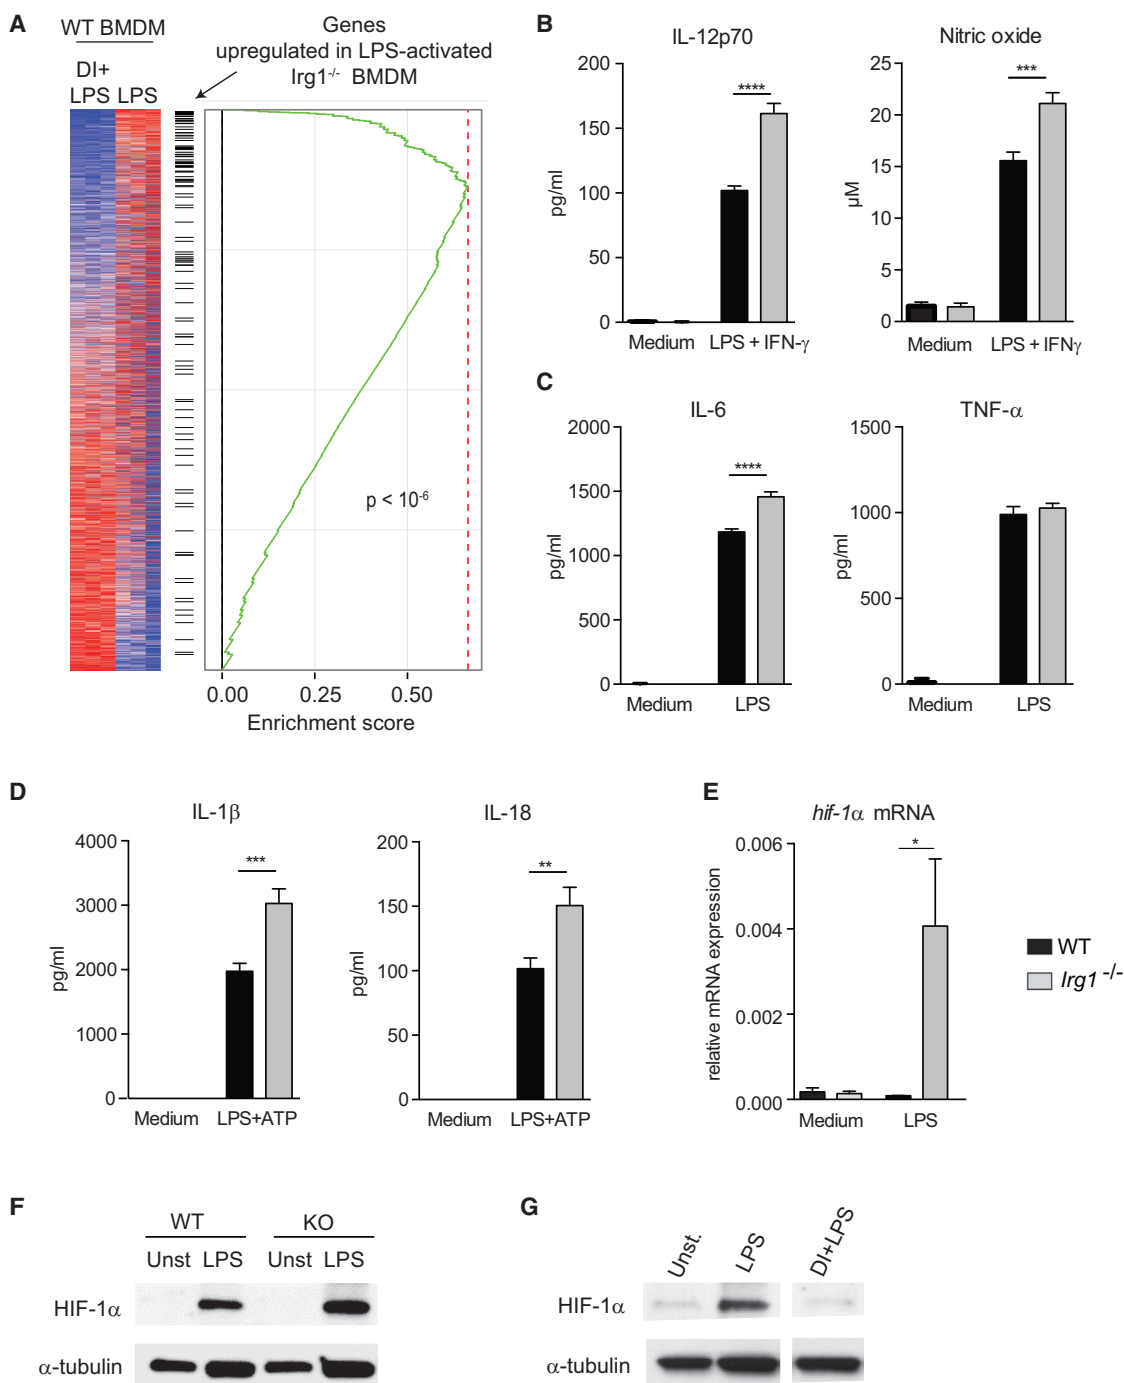 A
WT BMDM
DI+
LPS LPS
Genes
upregulated in LPS-activated
Irg1-/- BMDM
p < 10-6
0.00 0.25 0.50
Enrichment score
B
IL-12p70
200
150
100
50
0
pg/ml
****
Medium LPS + IFN-γ
Nitric oxide
25
20
15
10
5
0
µM
***
Medium LPS + IFNγ
C
IL-6
2000
1500
1000
500
0
pg/ml
****
Medium LPS
TNF-α
1500
1000
500
0
pg/ml
Medium LPS
D
IL-1β
4000
3000
2000
1000
0
pg/ml
***
Medium LPS+ATP
IL-18
200
150
100
50
0
pg/ml
**
Medium LPS+ATP
E
hif-1α mRNA
0.006
0.004
0.002
0.000
relative mRNA expression
*
Medium LPS
WT
Irg1 -/-
F
WT KO
Unst LPS Unst LPS
HIF-1α
α-tubulin
G
Unst. LPS DI+LPS
HIF-1α
α-tubulin